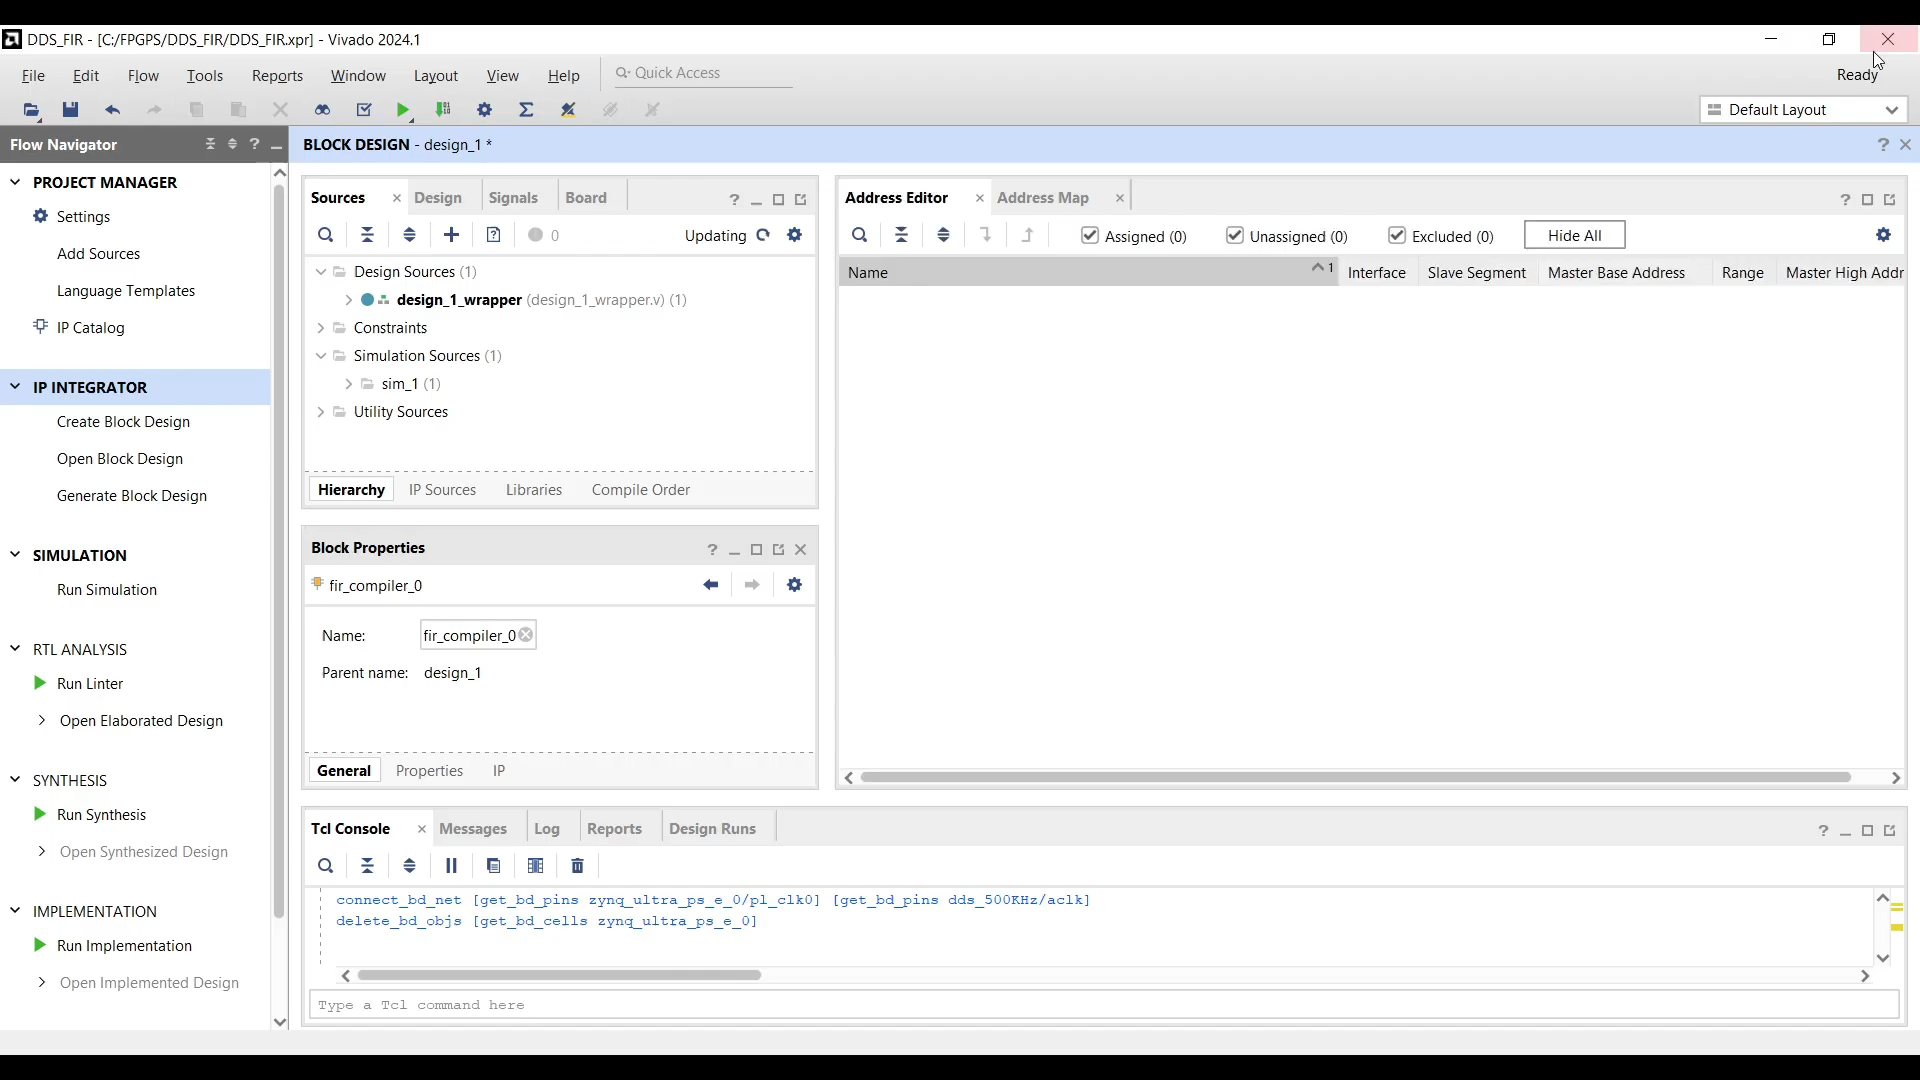 DDS_FIR - [C:/FPGPS/DDS_FIR/DDS_FIR.xpr] - Vivado 2024.1
File Edit Flow Tools Reports Window Layout View Help Quick Access Ready
Default Layout
Flow Navigator
BLOCK DESIGN - design_1 *
PROJECT MANAGER
Settings
Add Sources
Language Templates
IP Catalog
IP INTEGRATOR
Create Block Design
Open Block Design
Generate Block Design
SIMULATION
Run Simulation
RTL ANALYSIS
Run Linter
Open Elaborated Design
SYNTHESIS
Run Synthesis
Open Synthesized Design
IMPLEMENTATION
Run Implementation
Open Implemented Design
Sources Design Signals Board
0 Updating
Design Sources (1)
design_1_wrapper (design_1_wrapper.v) (1)
Constraints
Simulation Sources (1)
sim_1 (1)
Utility Sources
Hierarchy IP Sources Libraries Compile Order
Block Properties
fir_compiler_0
Name: fir_compiler_0
Parent name: design_1
General Properties IP
Address Editor Address Map
Assigned (0) Unassigned (0) Excluded (0) Hide All
Name 1 Interface Slave Segment Master Base Address Range Master High Addr
Tcl Console Messages Log Reports Design Runs
connect_bd_net [get_bd_pins zynq_ultra_ps_e_0/pl_clk0] [get_bd_pins dds_500KHz/aclk]
delete_bd_objs [get_bd_cells zynq_ultra_ps_e_0]
Type a Tcl command here